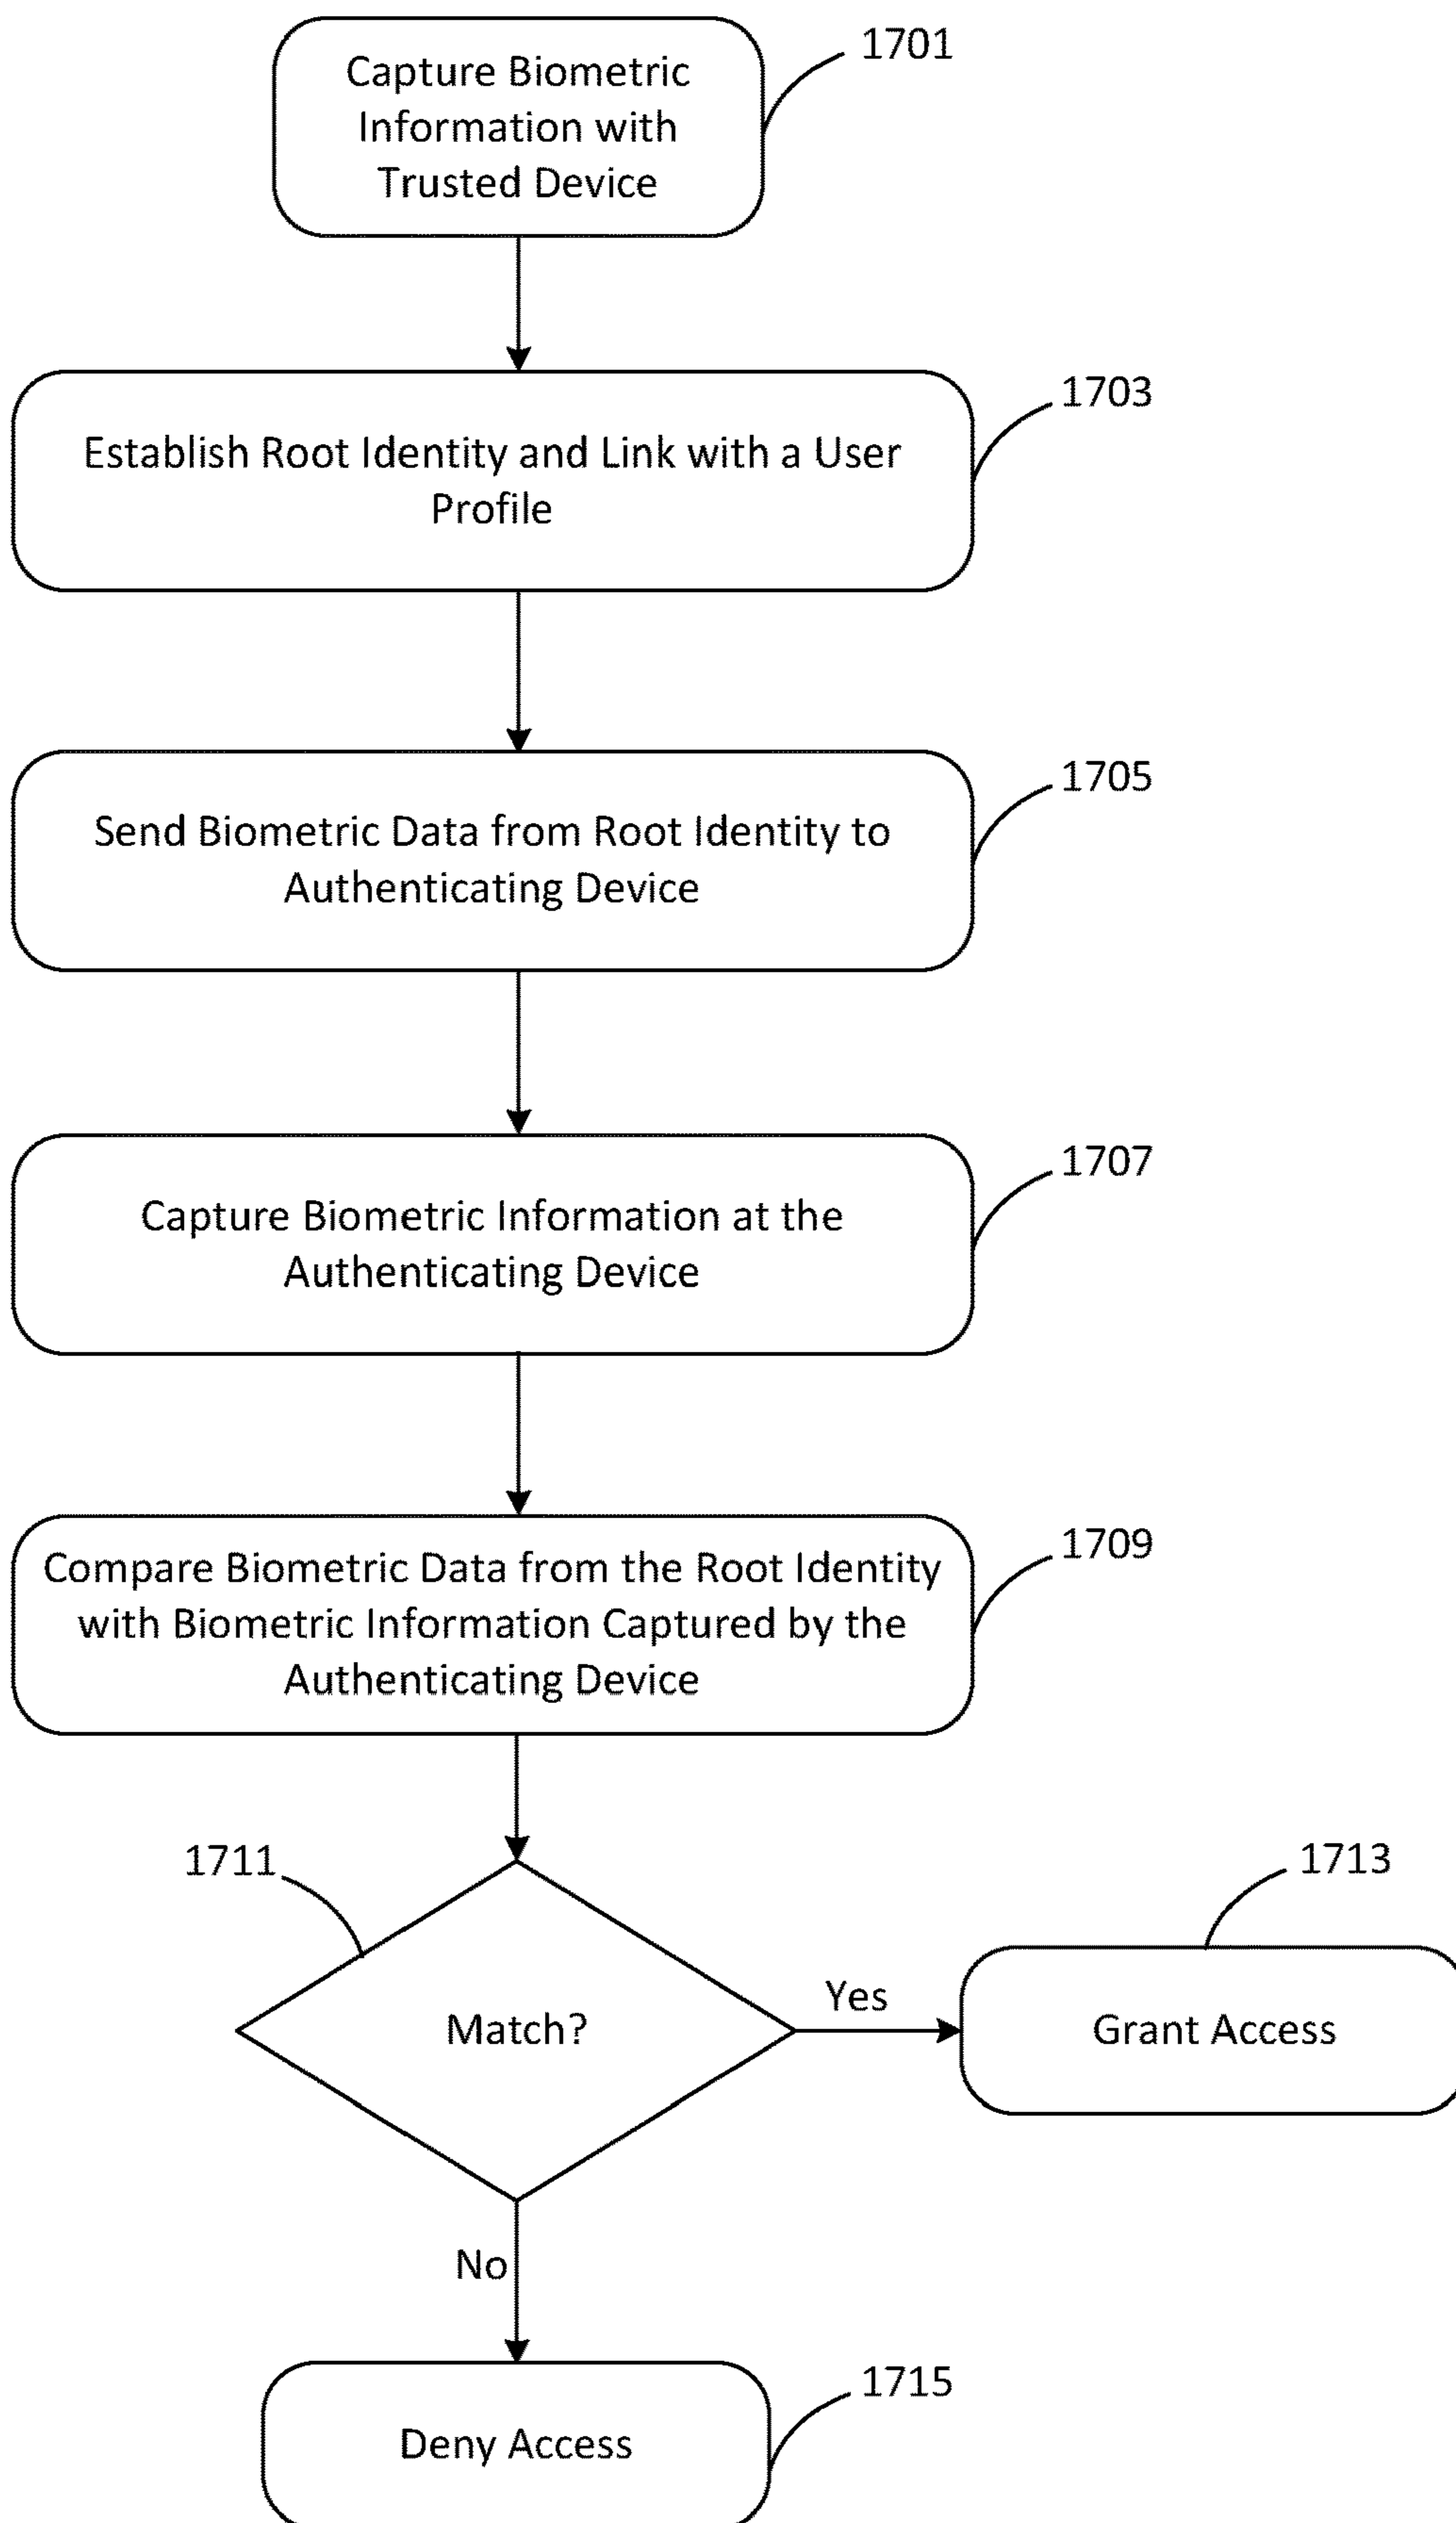 Capture Biometric
Information with
Trusted Device
1701
Establish Root Identity and Link with a User
Profile
1703
Send Biometric Data from Root Identity to
Authenticating Device
1705
Capture Biometric Information at the
Authenticating Device
1707
Compare Biometric Data from the Root Identity
with Biometric Information Captured by the
Authenticating Device
1709
1711
Match?
Yes
1713
Grant Access
No
1715
Deny Access